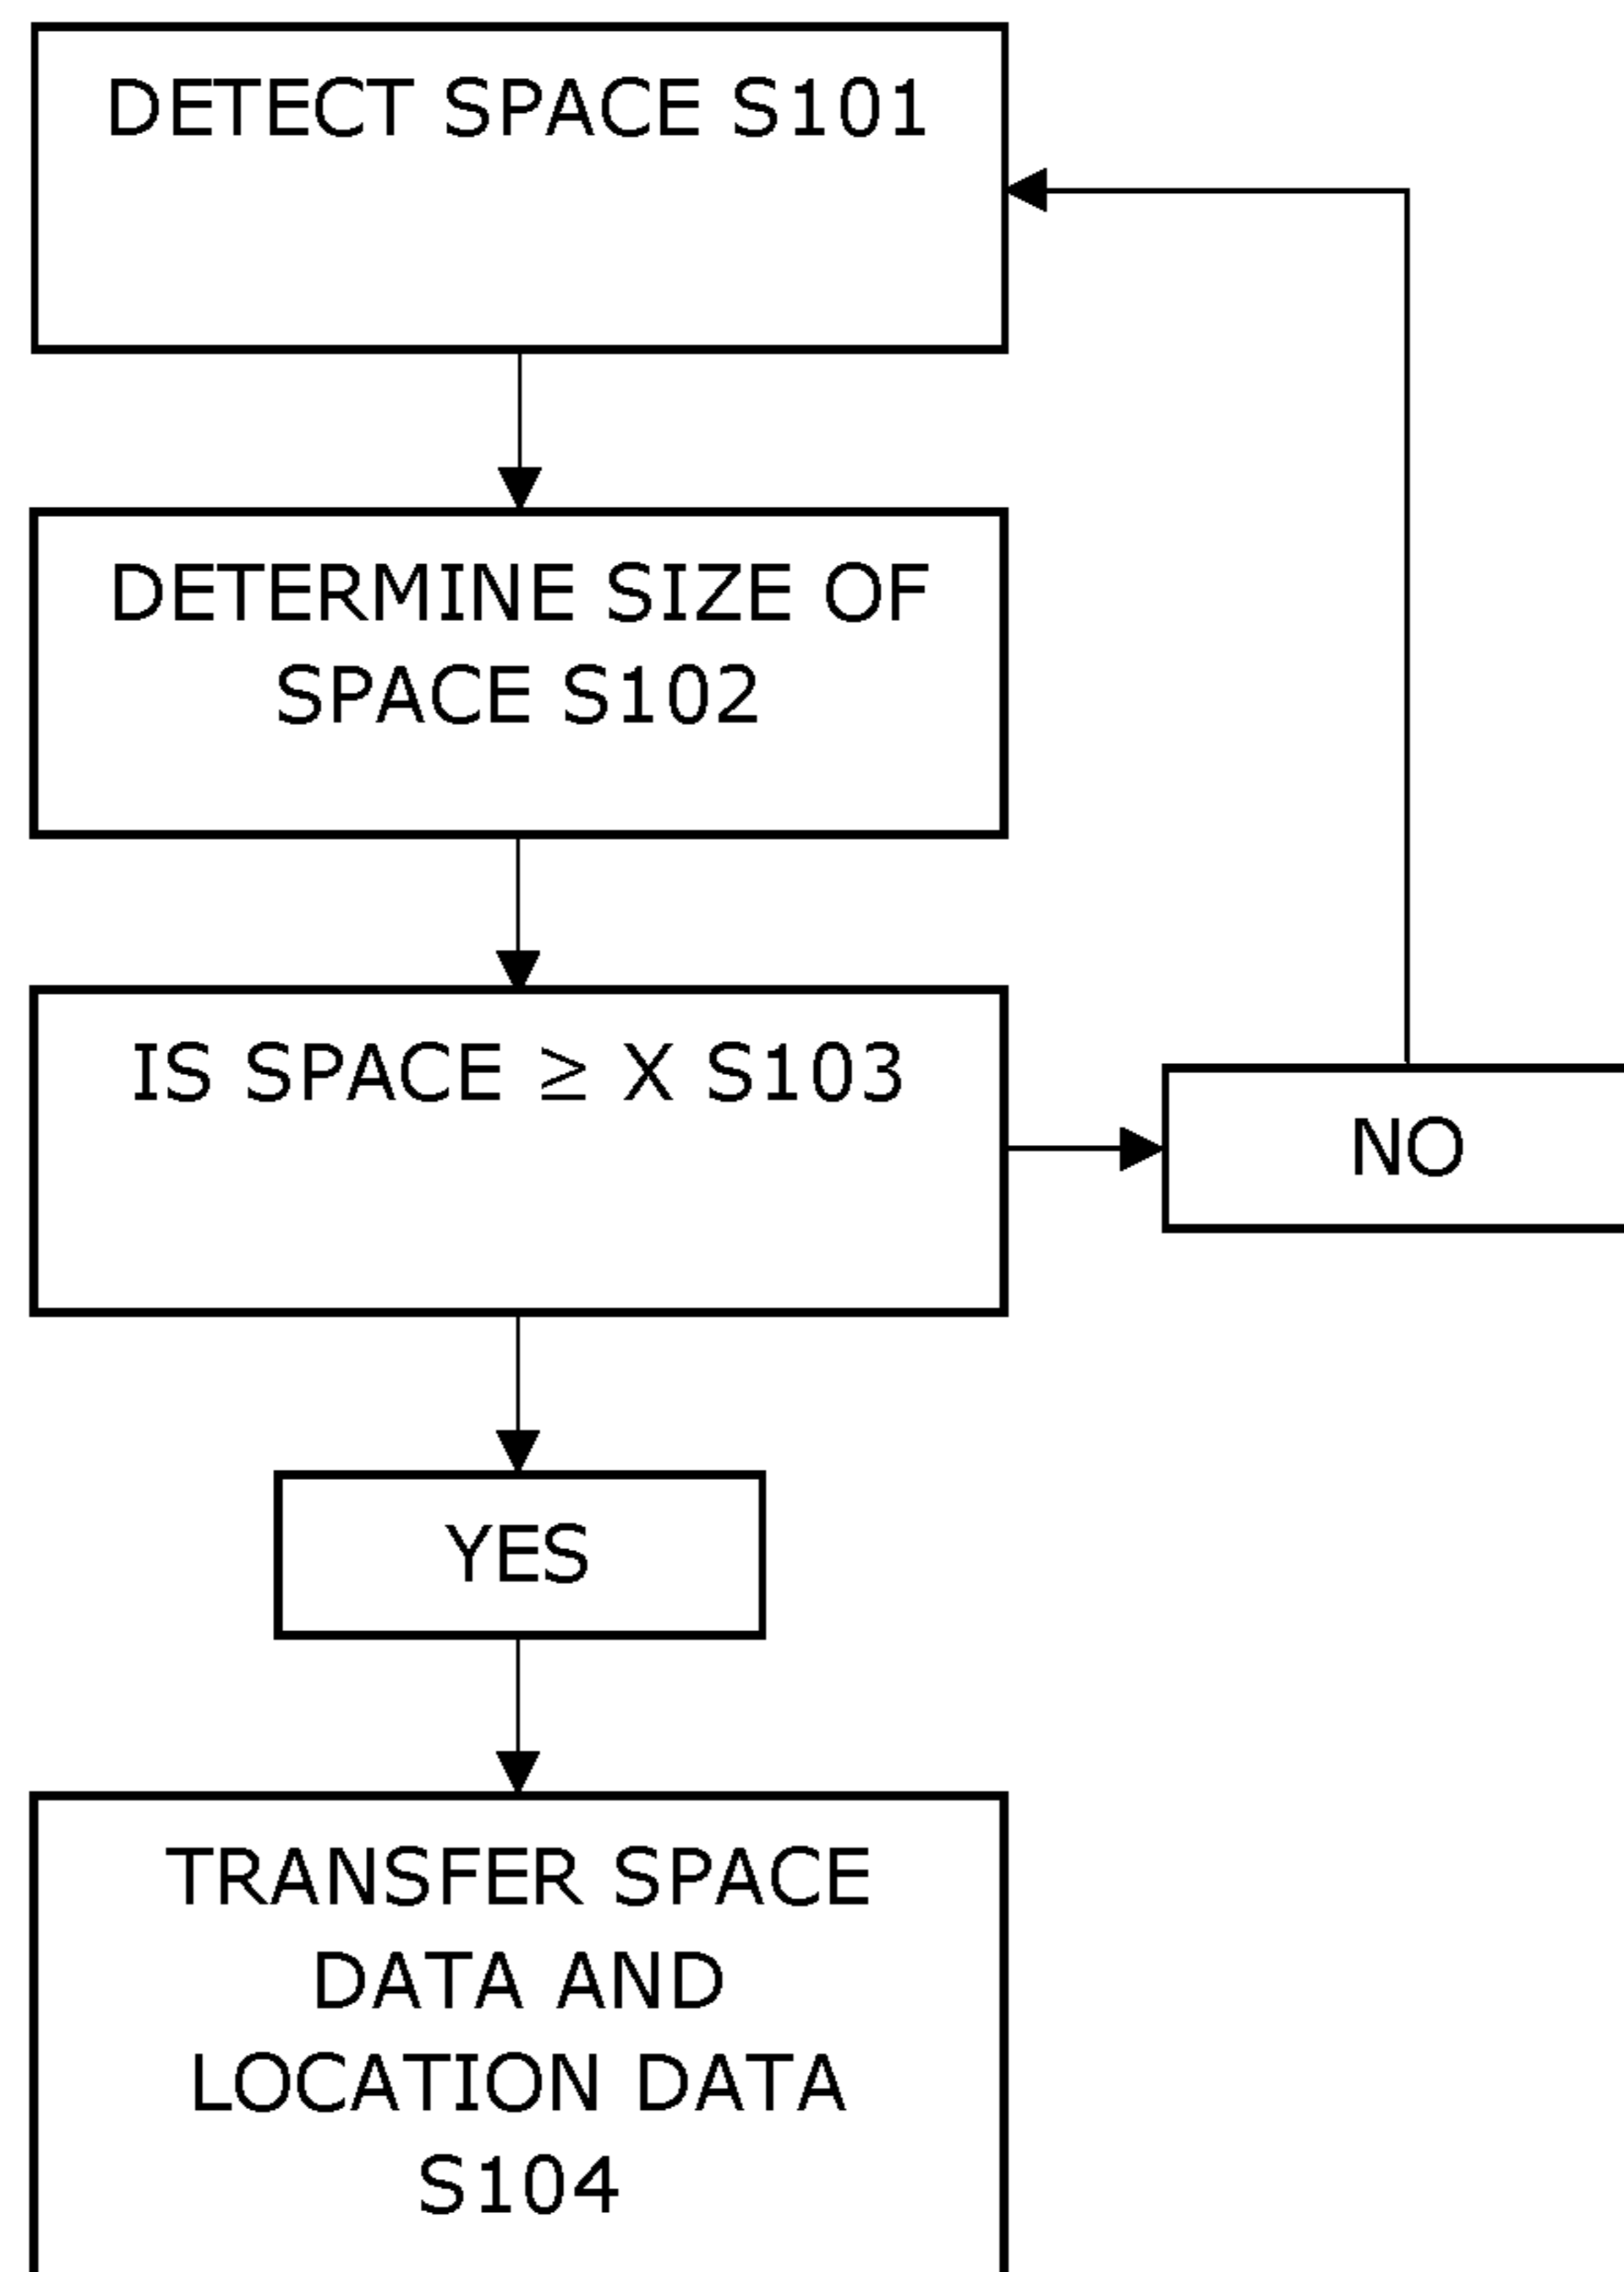 DETECT SPACE S101
DETERMINE SIZE OF
SPACE S102
IS SPACE ≥ X S103
NO
YES
TRANSFER SPACE
DATA AND
LOCATION DATA
S104